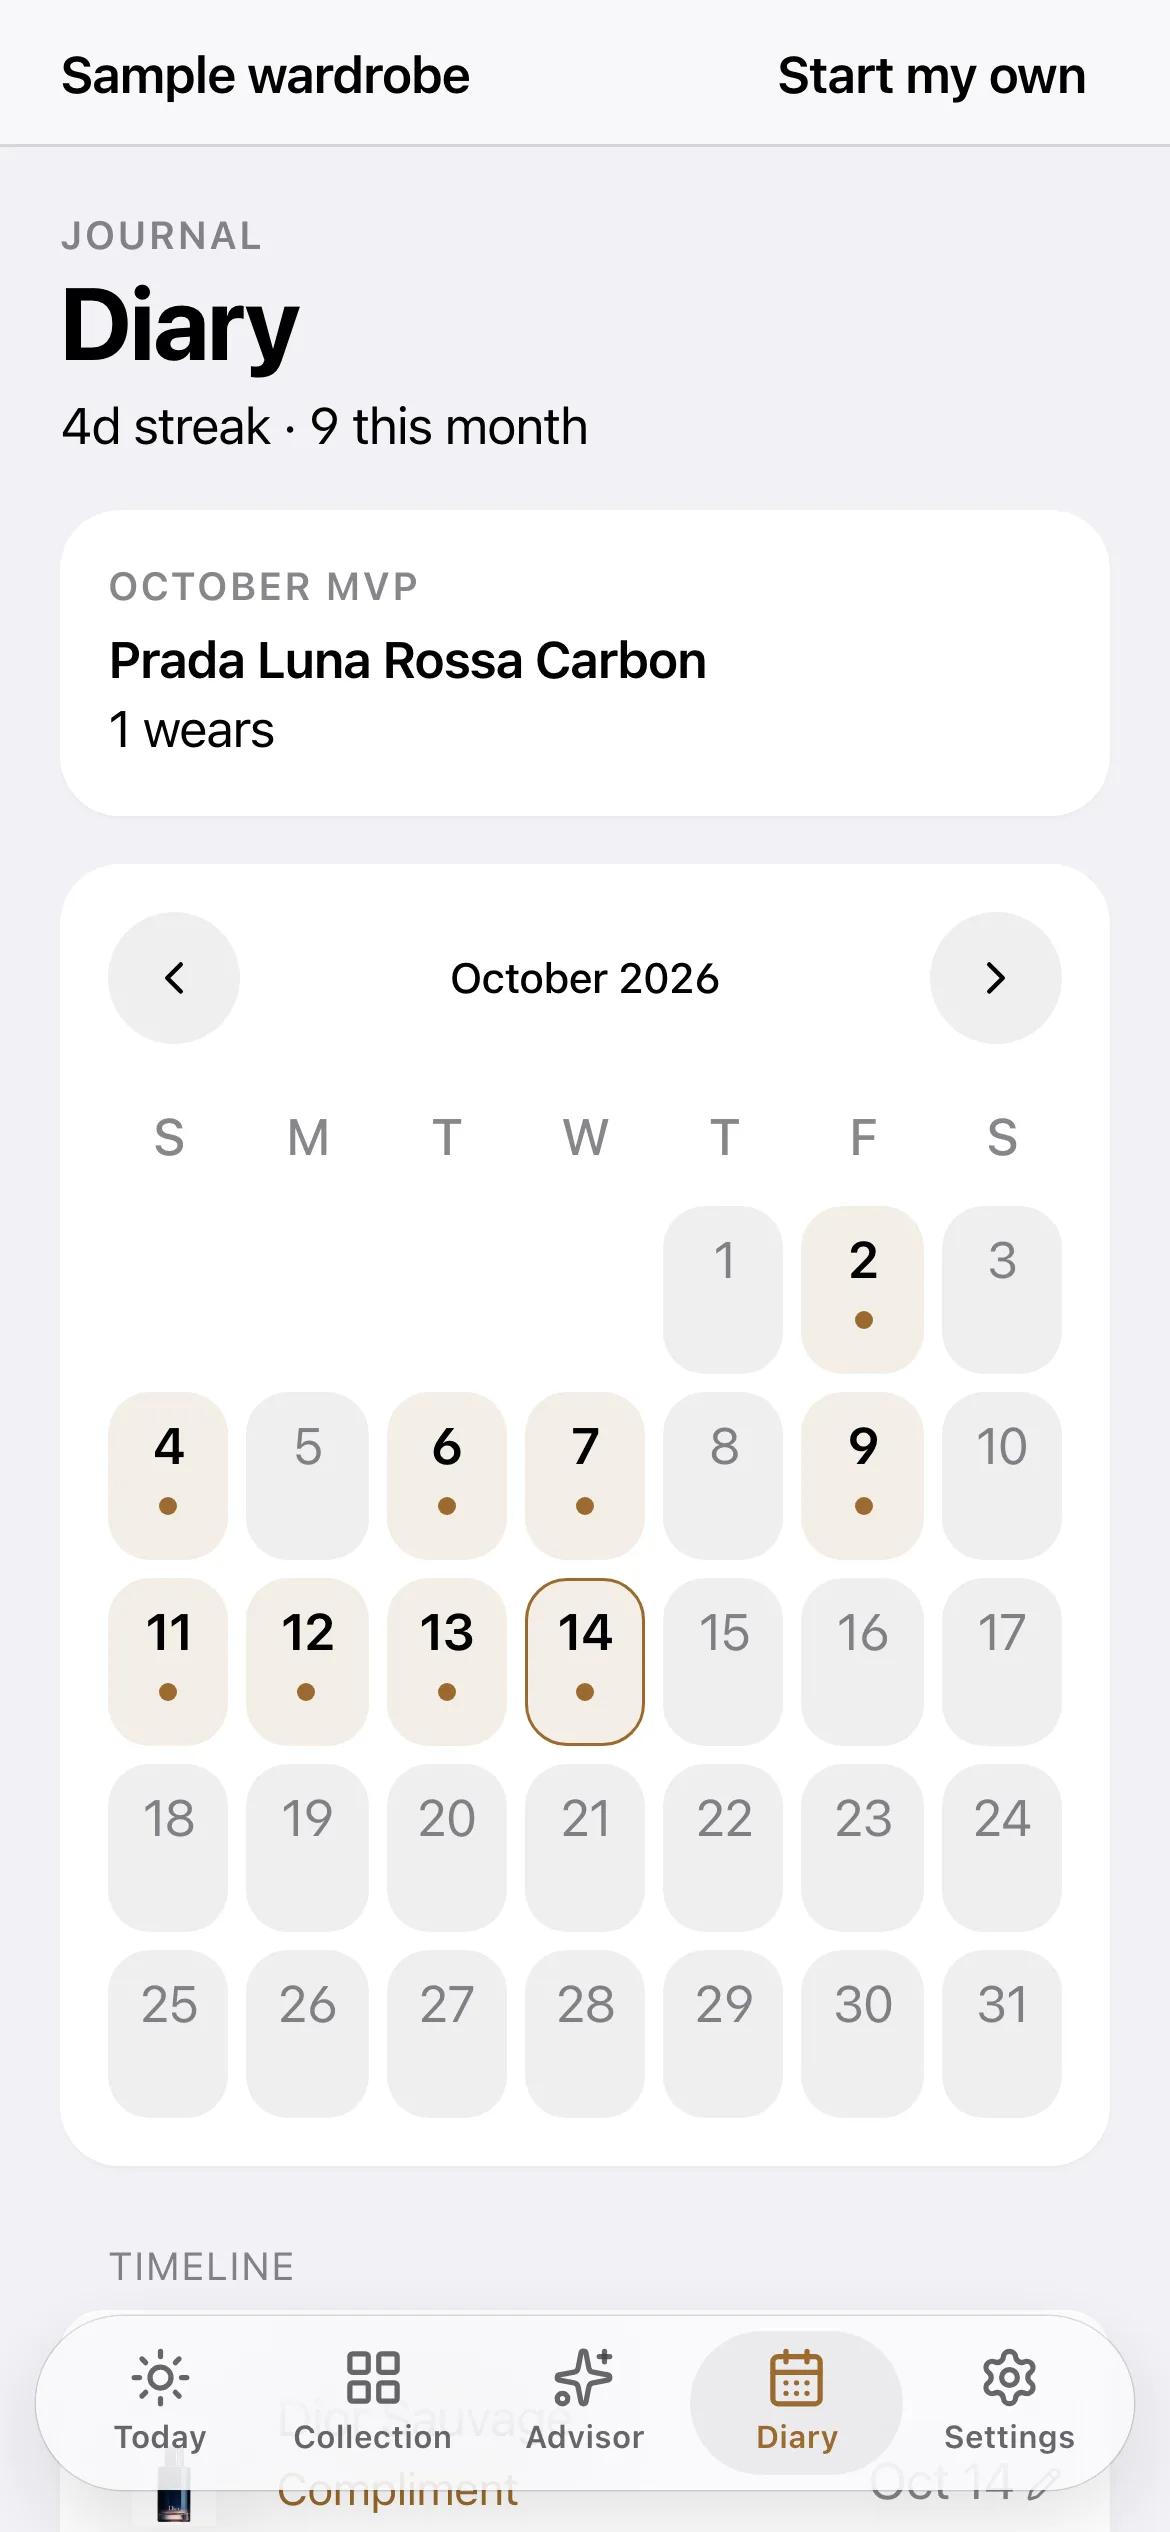 Sample wardrobe
Start my own
JOURNAL
Diary
4d streak · 9 this month
OCTOBER MVP
Prada Luna Rossa Carbon
1 wears
October 2026
S M T W T F S
1 2 3
4 5 6 7 8 9 10
11 12 13 14 15 16 17
18 19 20 21 22 23 24
25 26 27 28 29 30 31
TIMELINE
Dior Sauvage
Today Collection Advisor Diary Settings
Compliment
Oct 14